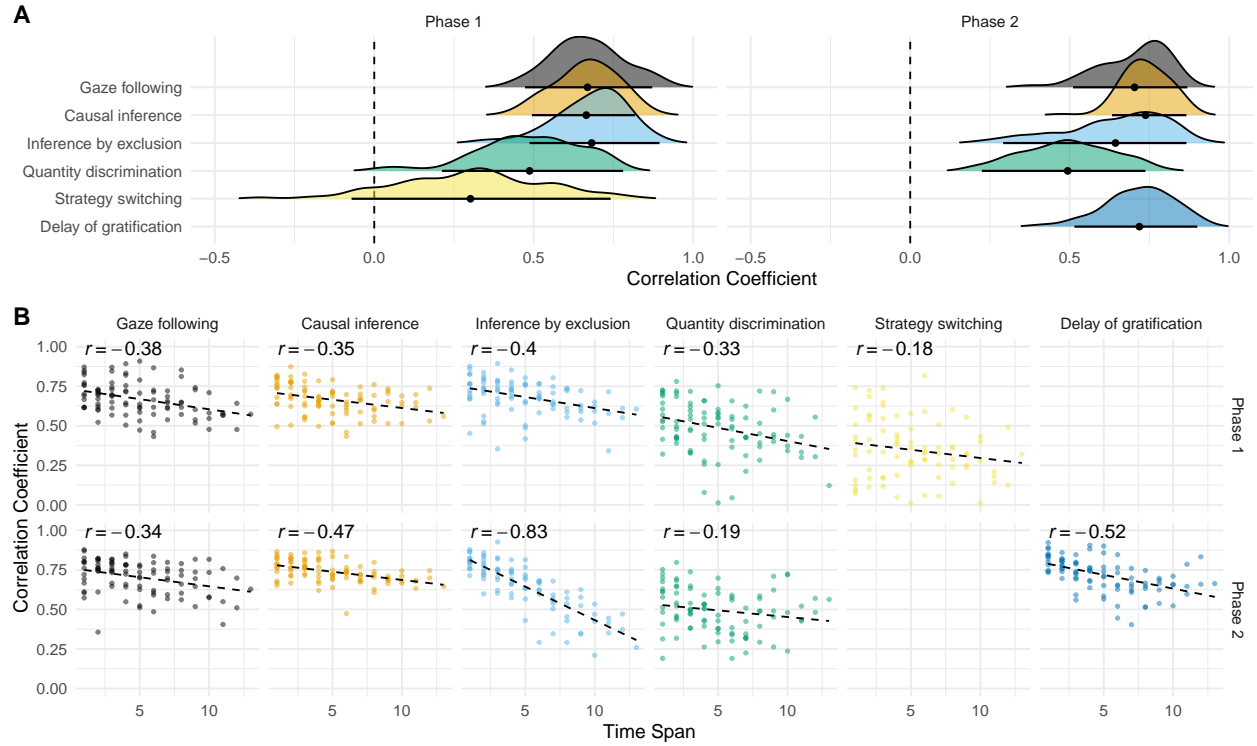 A
Phase 1 Phase 2
Gaze following
Causal inference
Inference by exclusion
Quantity discrimination
Strategy switching
Delay of gratification
−0.5 0.0 0.5 1.0 −0.5 0.0 0.5 1.0
Correlation Coefficient
B
Gaze following Causal inference Inference by exclusion Quantity discrimination Strategy switching Delay of gratification
r=−0.38 r=−0.35 r=−0.4 r=−0.33 r=−0.18
1.00
0.75
0.50
0.25
0.00
Phase 1
r=−0.34 r=−0.47 r=−0.83 r=−0.19 r=−0.52
1.00
0.75
0.50
0.25
0.00
Phase 2
Correlation Coefficient
5 10 5 10 5 10 5 10 5 10 5 10
Time Span